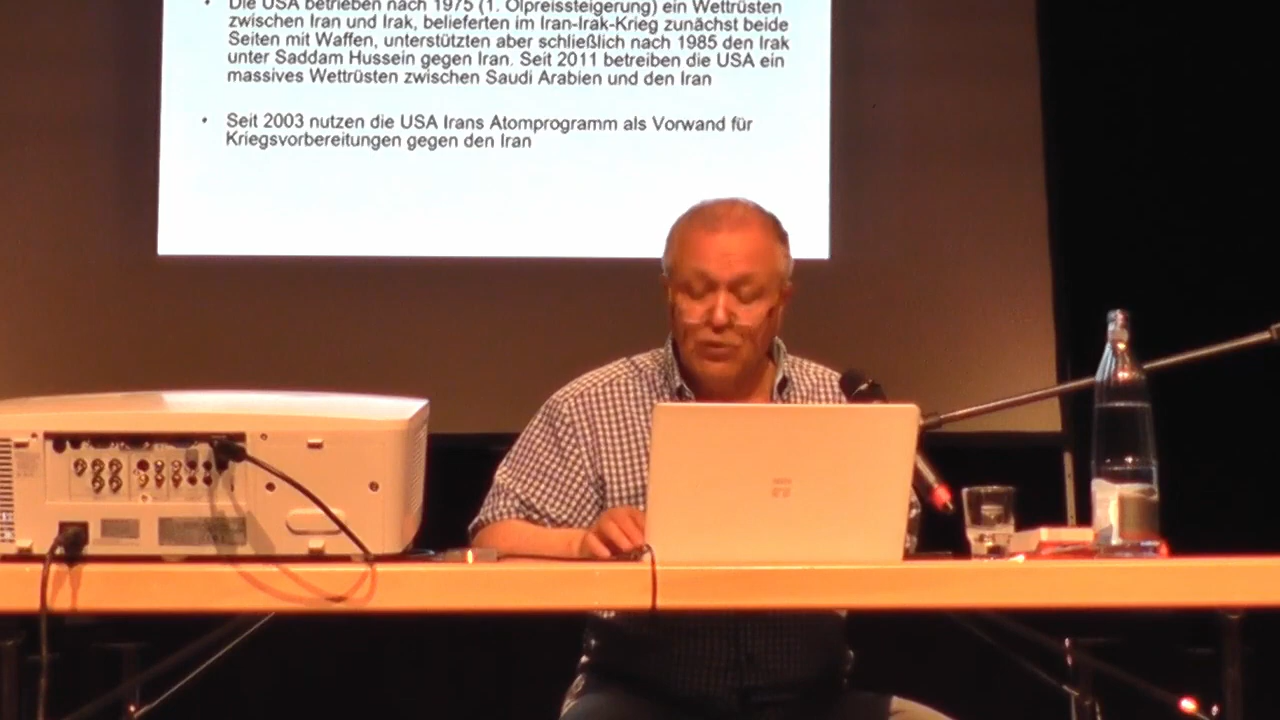 Die USA betrieben nach 1975 (1. Ölpreissteigerung) ein Wettrüsten
zwischen Iran und Irak, belieferten im Iran-Irak-Krieg zunächst beide
Seiten mit Waffen, unterstützten aber schließlich nach 1985 den Irak
unter Saddam Hussein gegen Iran. Seit 2011 betreiben die USA ein
massives Wettrüsten zwischen Saudi Arabien und den Iran
• Seit 2003 nutzen die USA Irans Atomprogramm als Vorwand für
Kriegsvorbereitungen gegen den Iran